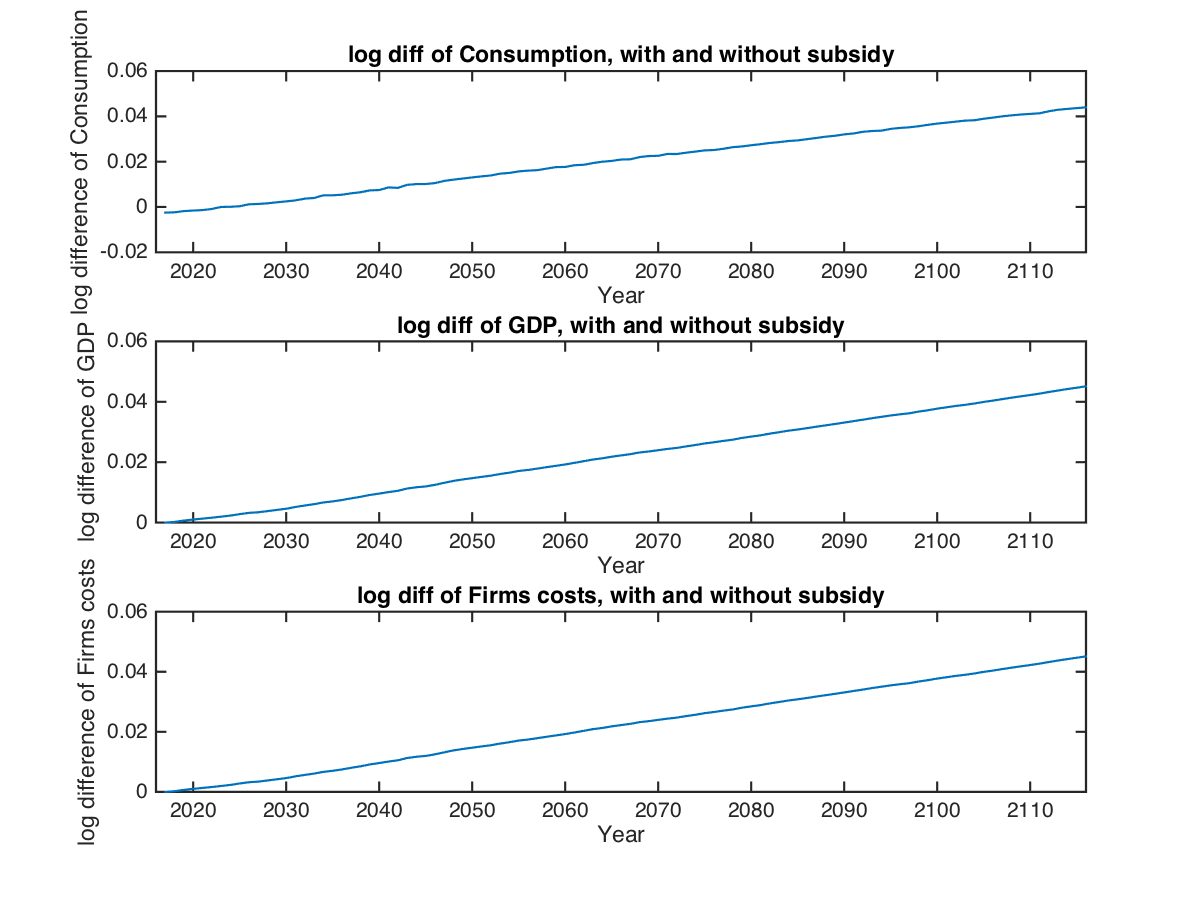 log diff of Consumption, with and without subsidy
log difference of Consumption
0.06
0.04
0.02
0
-0.02
2020 2030 2040 2050 2060 2070 2080 2090 2100 2110
Year
log diff of GDP, with and without subsidy
log difference of GDP
0.06
0.04
0.02
0
2020 2030 2040 2050 2060 2070 2080 2090 2100 2110
Year
log diff of Firms costs, with and without subsidy
log difference of Firms costs
0.06
0.04
0.02
0
2020 2030 2040 2050 2060 2070 2080 2090 2100 2110
Year